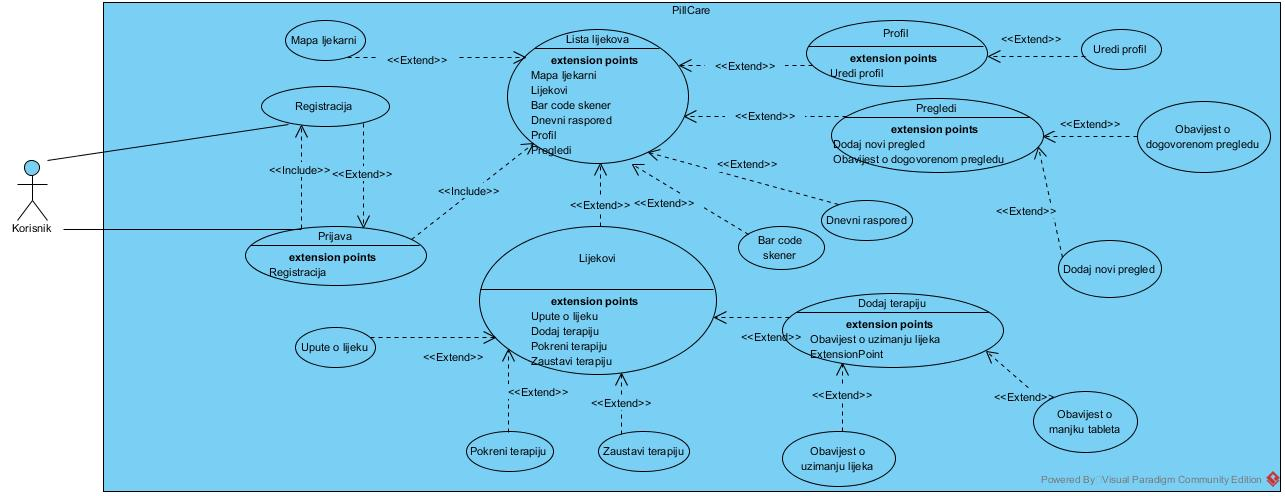 PillCare
Mapa ljekarni
<<Extend>>
Lista lijekova
extension points
Mapa ljekarni
Lijekovi
Bar code skener
Dnevni raspored
Profil
Pregledi
<<Extend>>
Profil
extension points
Uredi profil
<<Extend>>
Uredi profil
Registracija
<<Include>>
<<Extend>>
<<Include>>
<<Extend>>
Pregledi
extension points
Dodaj novi pregled
Obavijest o dogovorenom pregledu
<<Extend>>
Obavijest o
dogovorenom pregledu
<<Extend>>
Dodaj novi pregled
Korisnik
Prijava
extension points
Registracija
<<Extend>>
<<Extend>>
<<Extend>>
Dnevni raspored
Bar code
skener
Lijekovi
extension points
Upute o lijeku
Dodaj terapiju
Pokreni terapiju
Zaustavi terapiju
Upute o lijeku
<<Extend>>
<<Extend>>
Dodaj terapiju
extension points
Obavijest o uzimanju lijeka
ExtensionPoint
<<Extend>>
<<Extend>>
<<Extend>>
<<Extend>>
Pokreni terapiju
Zaustavi terapiju
Obavijest o
uzimanju lijeka
Obavijest o
manjku tableta
Powered By Visual Paradigm Community Edition